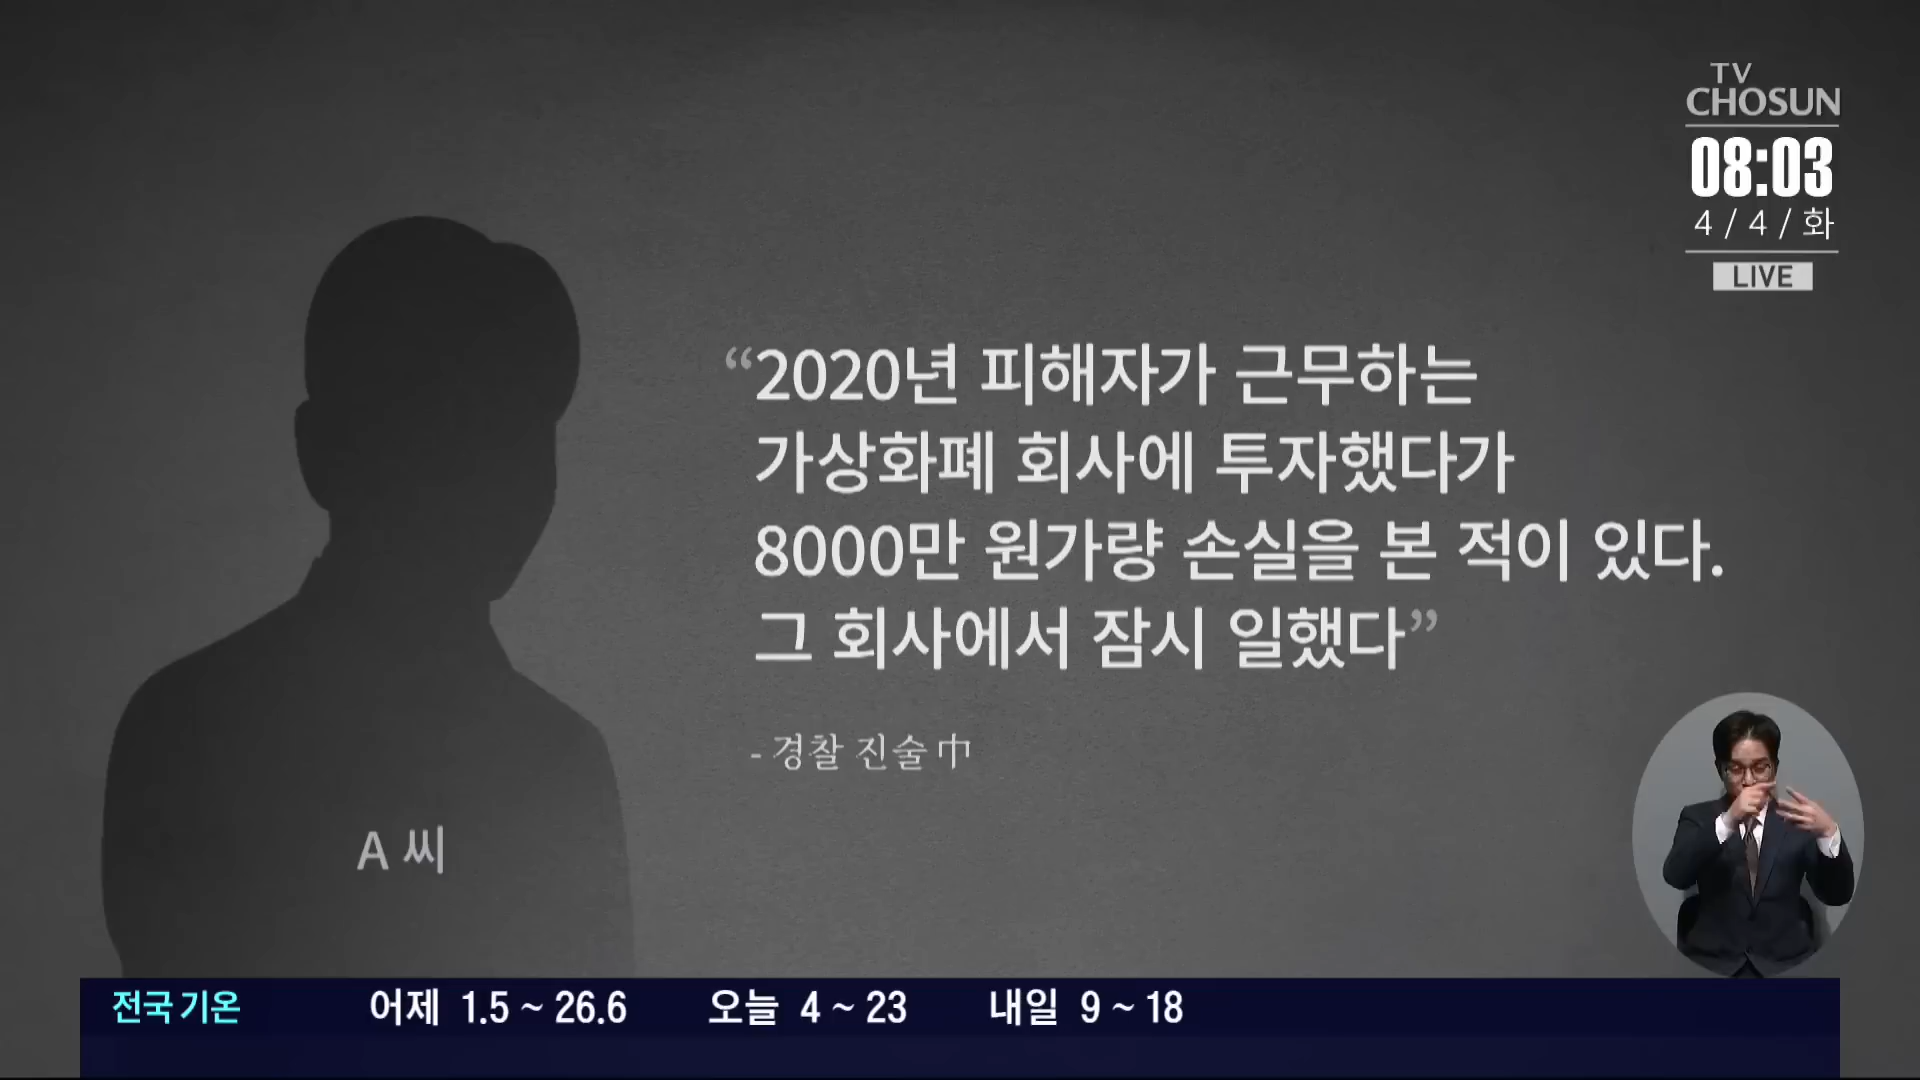 TV
CHOSUN
08:03
4 / 4 / 화
LIVE
“2020년 피해자가 근무하는
가상화폐 회사에 투자했다가
8000만 원가량 손실을 본 적이 있다.
그 회사에서 잠시 일했다”
- 경찰 진술 中
A 씨
전국 기온 어제 1.5 ~ 26.6 오늘 4 ~ 23 내일 9 ~ 18